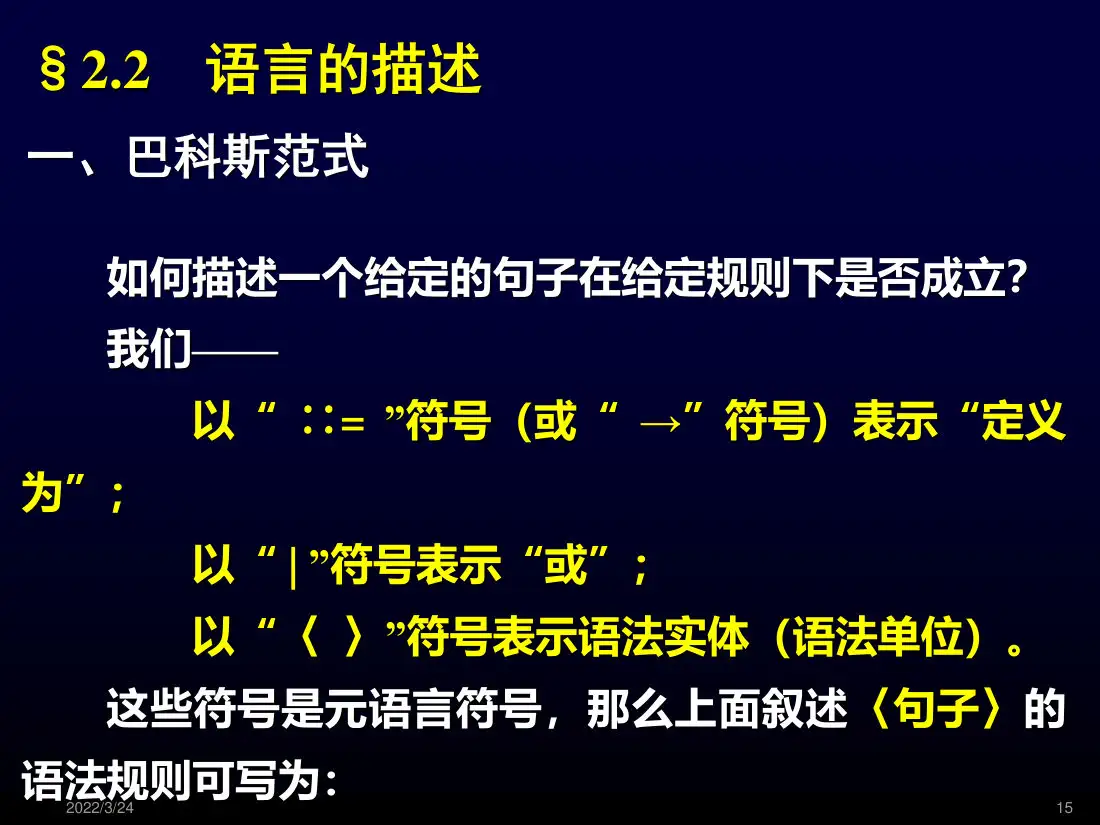 §2.2 语言的描述
一、巴科斯范式
如何描述一个给定的句子在给定规则下是否成立？
我们——
以“ ∷= ”符号（或“ →”符号）表示“定义
为”；
以“ | ”符号表示“或”；
以“〈 〉”符号表示语法实体（语法单位）。
这些符号是元语言符号，那么上面叙述〈句子〉的
语法规则可写为：
2022/3/24
15